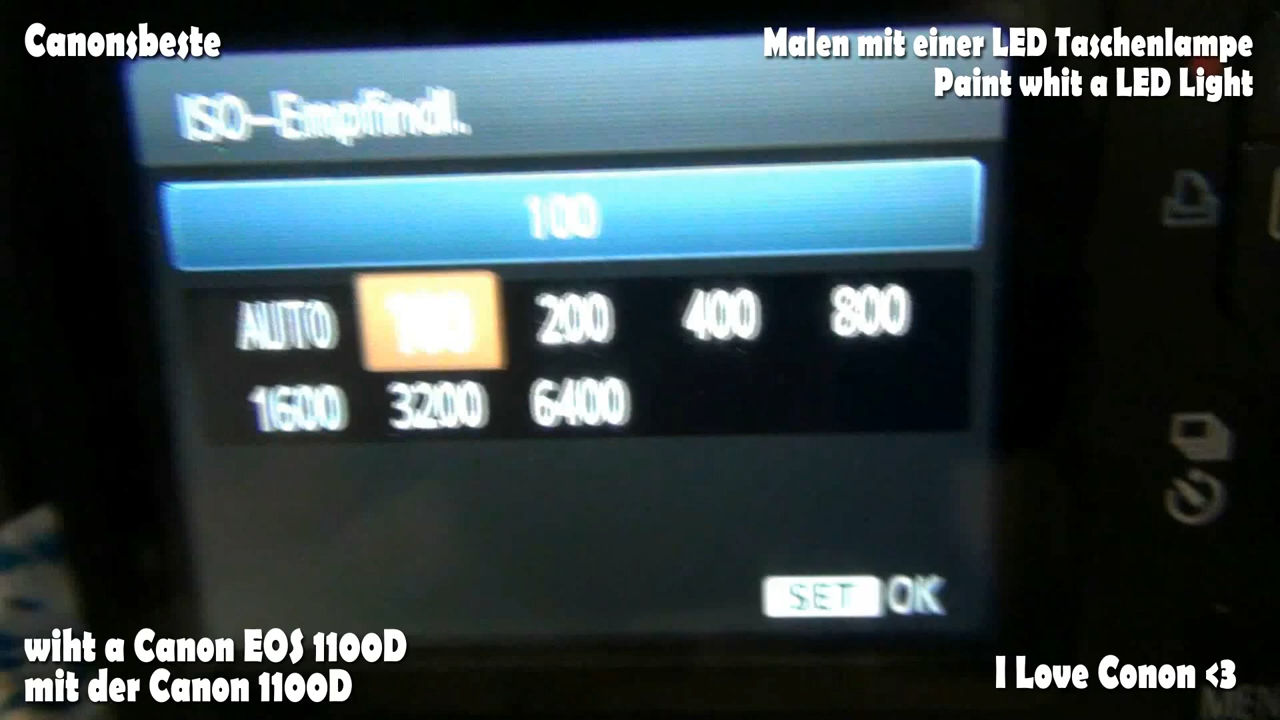 Canonsbeste
Malen mit einer LED Taschenlampe
Paint whit a LED Light
ISO-Empfindl.
100
AUTO 100 200 400 800
1600 3200 6400
SET OK
wiht a Canon EOS 1100D
mit der Canon 1100D
I Love Conon <3